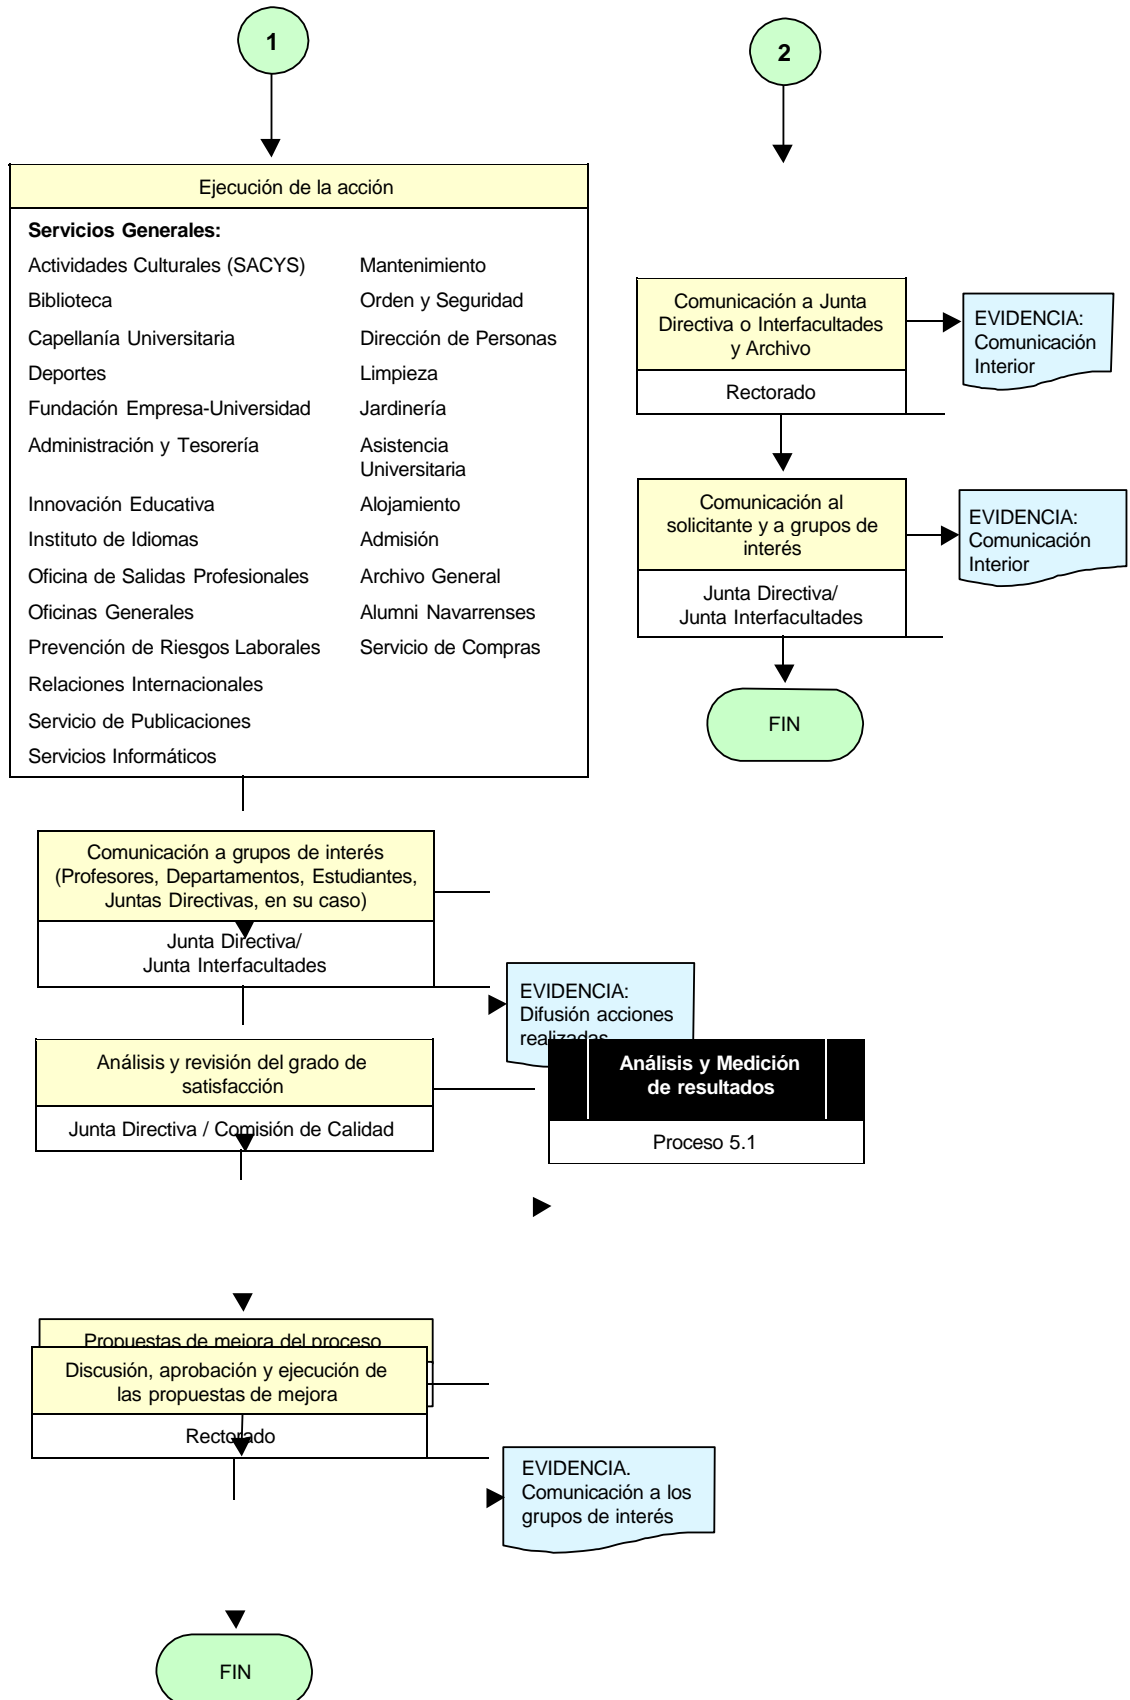 1
2
Ejecución de la acción
Servicios Generales:
Actividades Culturales (SACYS)
Mantenimiento
Biblioteca
Orden y Seguridad
Capellanía Universitaria
Dirección de Personas
Deportes
Limpieza
Fundación Empresa-Universidad
Jardinería
Administración y Tesorería
Asistencia
Universitaria
Innovación Educativa
Alojamiento
Instituto de Idiomas
Admisión
Oficina de Salidas Profesionales
Archivo General
Oficinas Generales
Alumni Navarrenses
Prevención de Riesgos Laborales
Servicio de Compras
Relaciones Internacionales
Servicio de Publicaciones
Servicios Informáticos
Comunicación a Junta
Directiva o Interfacultades
y Archivo
Rectorado
EVIDENCIA:
Comunicación
Interior
Comunicación al
solicitante y a grupos de
interés
Junta Directiva/
Junta Interfacultades
EVIDENCIA:
Comunicación
Interior
FIN
Comunicación a grupos de interés
(Profesores, Departamentos, Estudiantes,
Juntas Directivas, en su caso)
Junta Directiva/
Junta Interfacultades
EVIDENCIA:
Difusión acciones
realizadas
Análisis y revisión del grado de
satisfacción
Junta Directiva / Comisión de Calidad
Análisis y Medición
de resultados
Proceso 5.1
Propuestas de mejora del proceso
Discusión, aprobación y ejecución de
las propuestas de mejora
Rectorado
EVIDENCIA.
Comunicación a los
grupos de interés
FIN